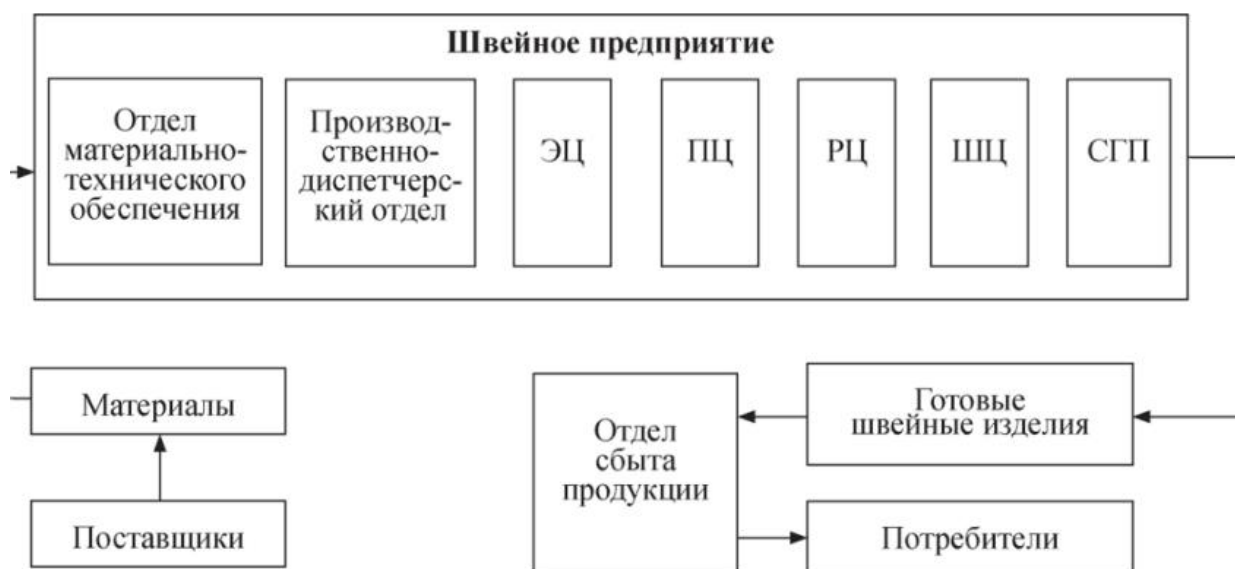 Швейное предприятие
Отдел
материально-
технического
обеспечения
Производ-
ственно-
диспетчерс-
кий отдел
ЭЦ
ПЦ
РЦ
ШЦ
СГП
Материалы
Поставщики
Отдел
сбыта
продукции
Готовые
швейные изделия
Потребители